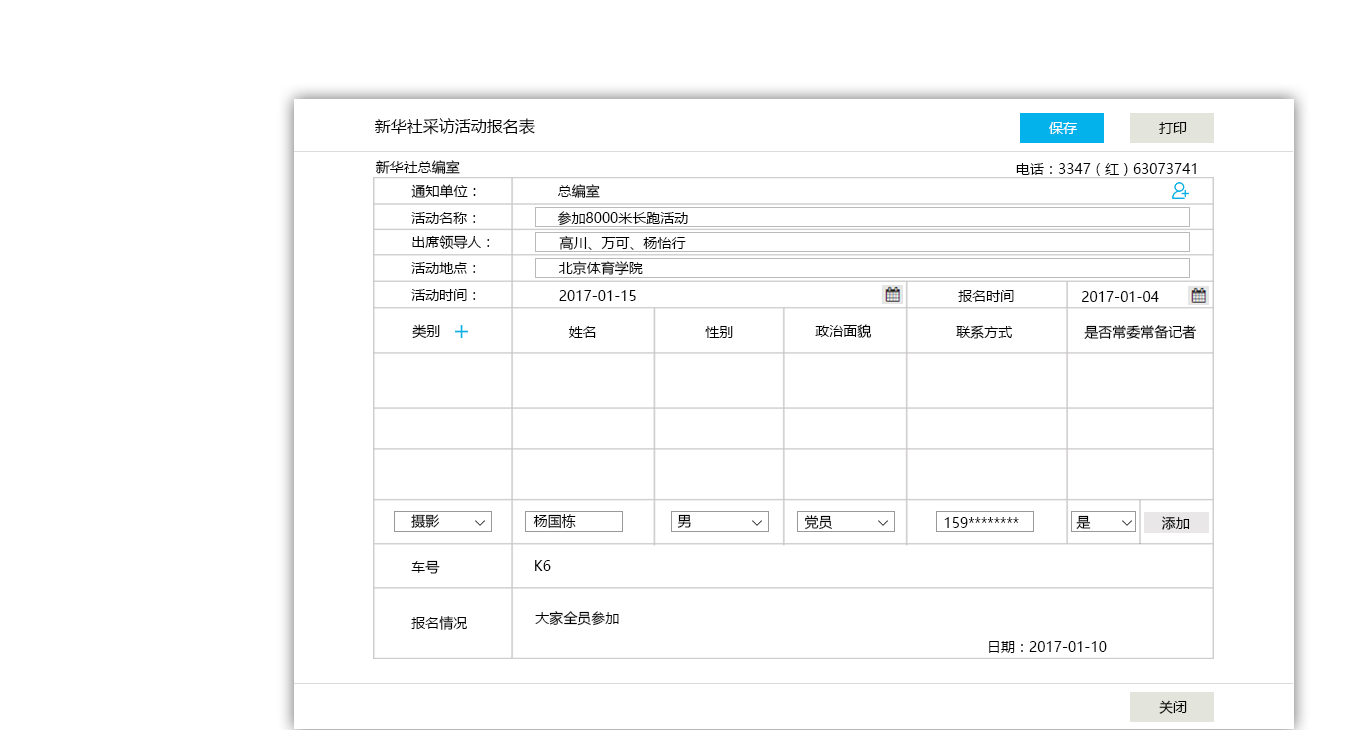 新华社采访活动报名表 保存 打印
新华社总编室 电话：3347（红）63073741
通知单位： 总编室
活动名称： 参加8000米长跑活动
出席领导人： 高川、万可、杨怡行
活动地点： 北京体育学院
活动时间： 2017-01-15 报名时间 2017-01-04
类别 姓名 性别 政治面貌 联系方式 是否常委常备记者
摄影 杨国栋 男 党员 159******** 是 添加
车号 K6
报名情况 大家全员参加
日期：2017-01-10
关闭